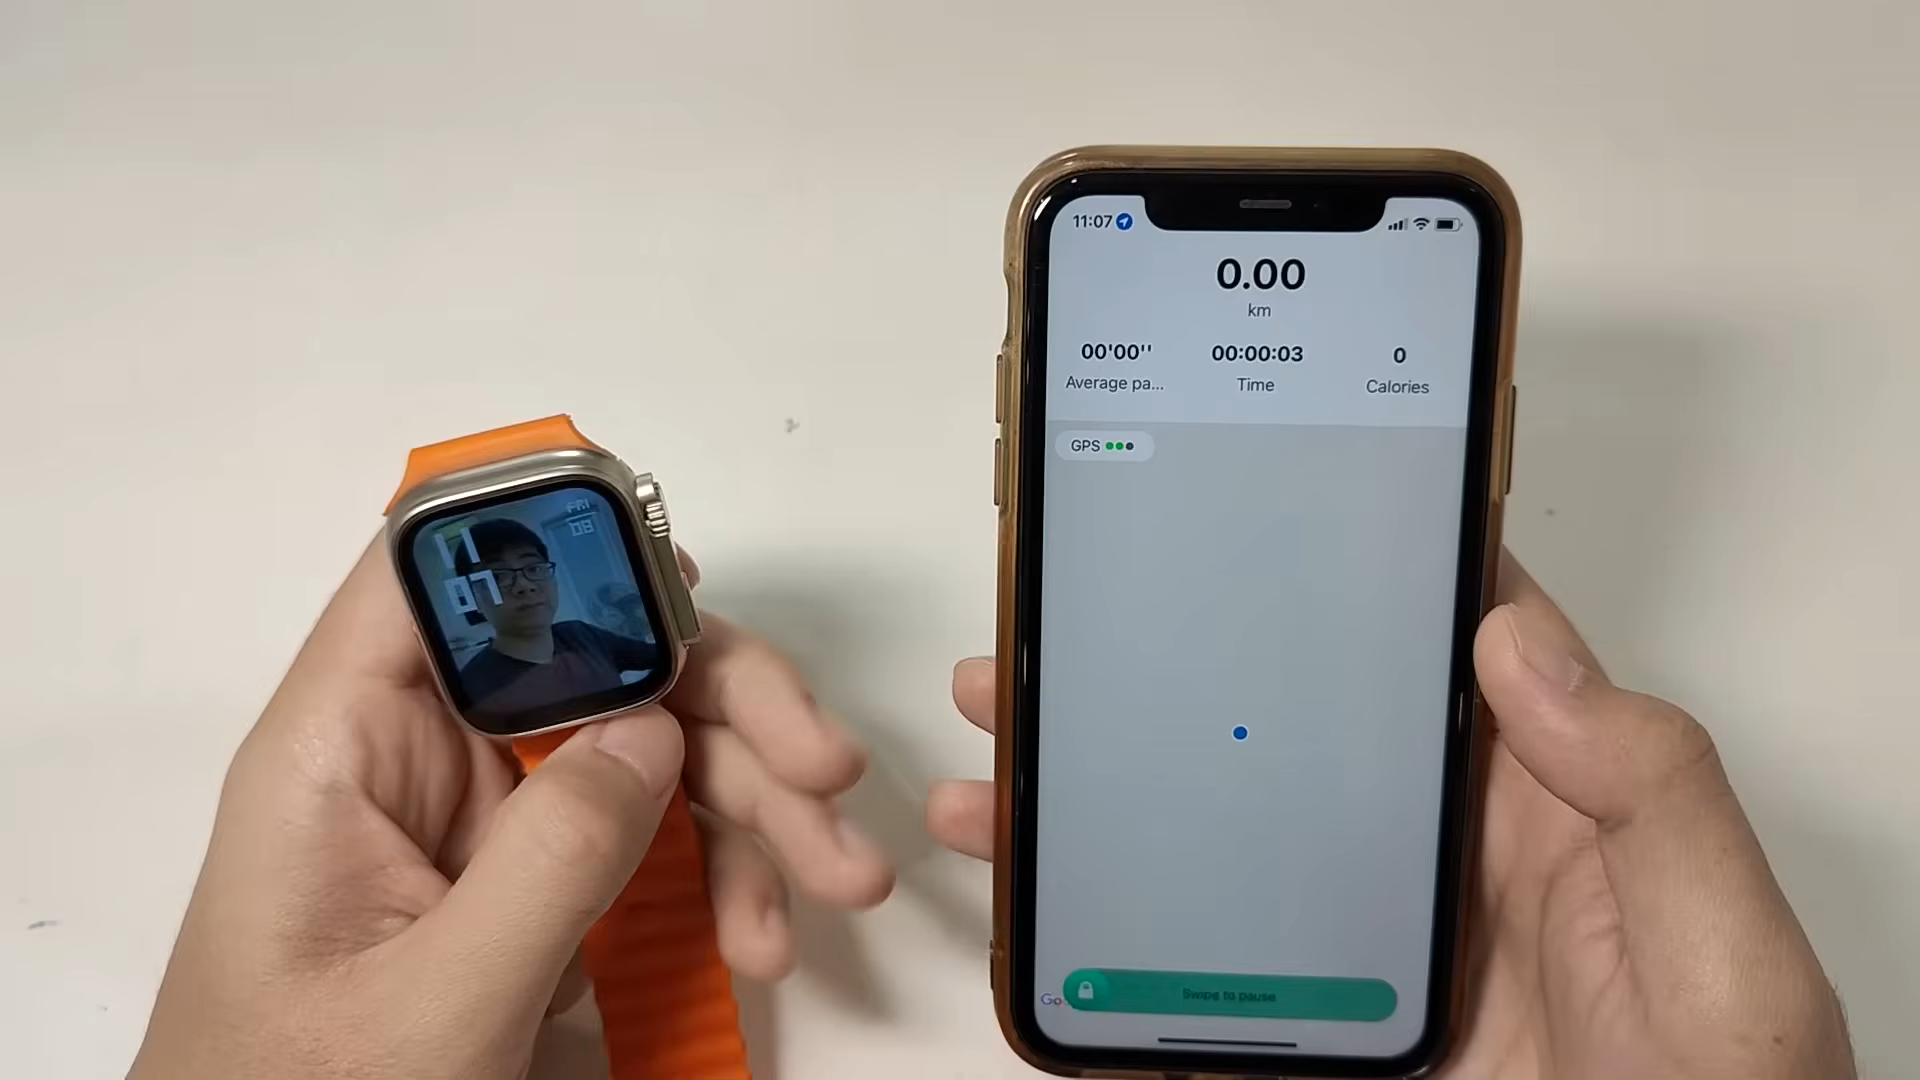 FRI
08
11
07
11:07
0.00
km
00'00''
00:00:03
0
Average pa...
Time
Calories
GPS
Swipe to pause